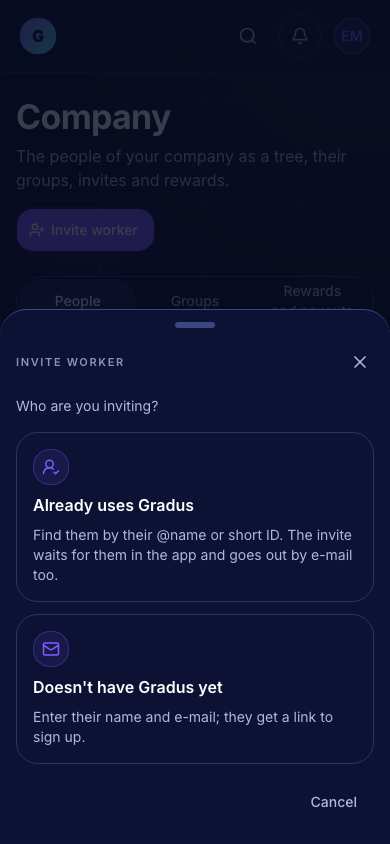 G
EM
Company
The people of your company as a tree, their
groups, invites and rewards.
Invite worker
People
Groups
Rewards
INVITE WORKER
Who are you inviting?
Already uses Gradus
Find them by their @name or short ID. The invite
waits for them in the app and goes out by e-mail
too.
Doesn't have Gradus yet
Enter their name and e-mail; they get a link to
sign up.
Cancel